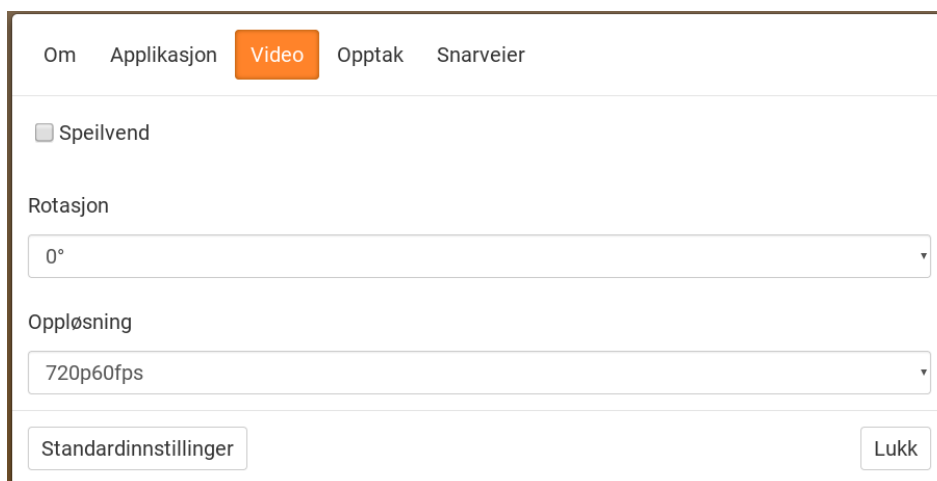 Om Applikasjon Video Opptak Snarveier
Speilvend
Rotasjon
0°
Oppløsning
720p60fps
Standardinnstillinger Lukk